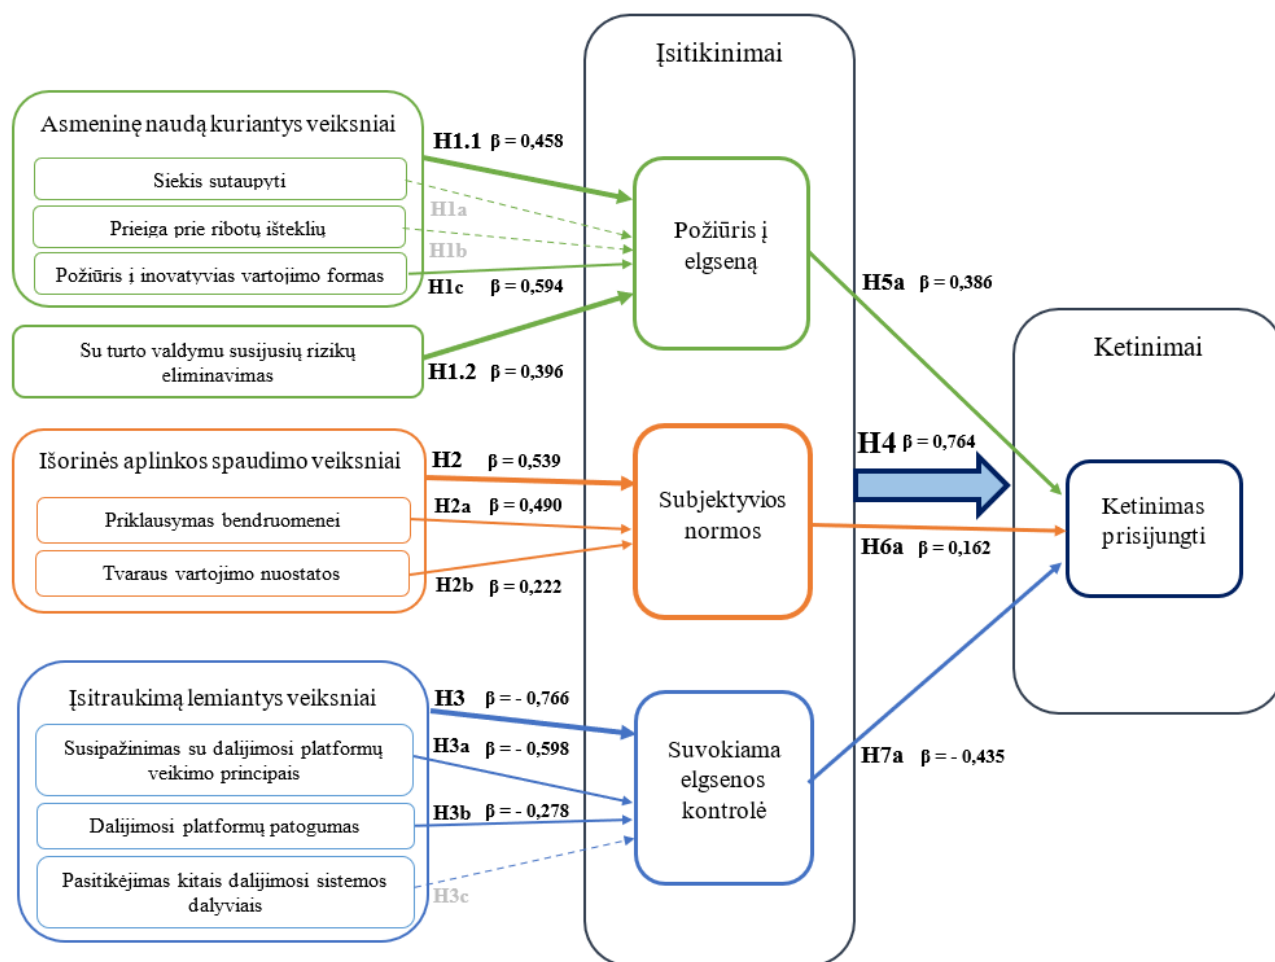 Įsitikinimai
Asmeninę naudą kuriantys veiksniai
Siekis sutaupyti
Prieiga prie ribotų išteklių
Požiūris į inovatyvias vartojimo formas
Su turto valdymu susijusių rizikų
eliminavimas
H1.1 β = 0,458
H1a
H1b
H1c β = 0,594
H1.2 β = 0,396
Požiūris į
elgseną
H5a β = 0,386
Ketinimai
Išorinės aplinkos spaudimo veiksniai
Priklausymas bendruomenei
Tvaraus vartojimo nuostatos
H2 β = 0,539
H2a β = 0,490
H2b β = 0,222
Subjektyvios
normos
H4 β = 0,764
H6a β = 0,162
Ketinimas
prisijungti
Įsitraukimą lemiantys veiksniai
Susipažinimas su dalijimosi platformų
veikimo principais
Dalijimosi platformų patogumas
Pasitikėjimas kitais dalijimosi sistemos
dalyviais
H3 β = - 0,766
H3a β = - 0,598
H3b β = - 0,278
H3c
Suvokiama
elgsenos
kontrolė
H7a β = - 0,435